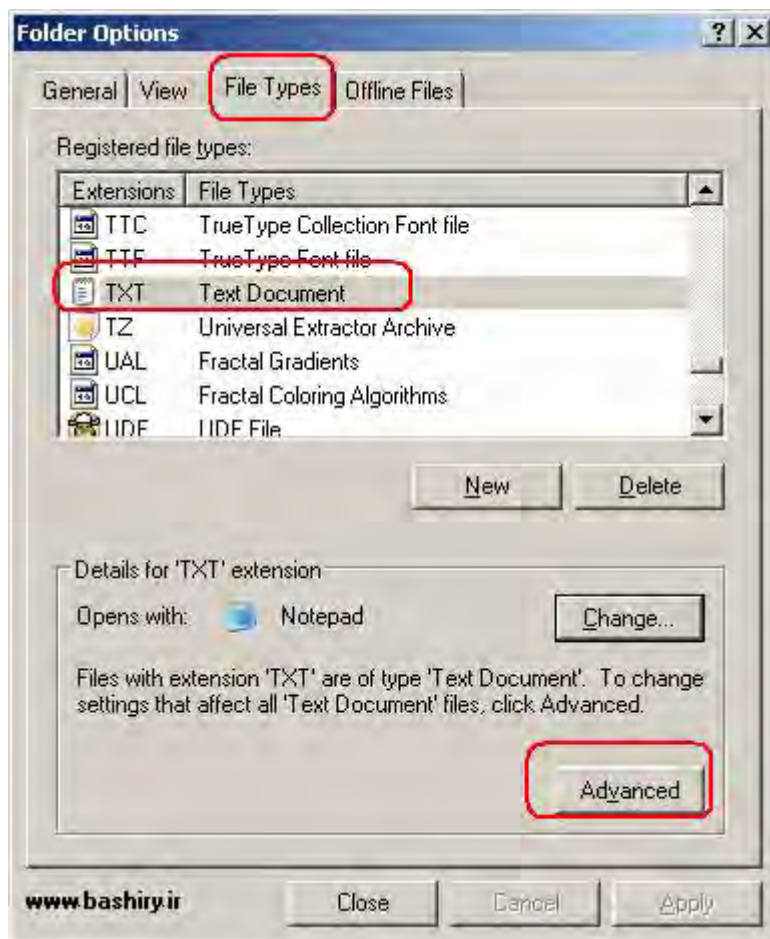 Folder Options
General View File Types Offline Files
Registered file types:
Extensions File Types
TTC TrueType Collection Font file
TTF TrueType Font file
TXT Text Document
TZ Universal Extractor Archive
UAL Fractal Gradients
UCL Fractal Coloring Algorithms
UDF UDF File
New Delete
Details for 'TXT' extension
Opens with: Notepad Change...
Files with extension 'TXT' are of type 'Text Document'. To change
settings that affect all 'Text Document' files, click Advanced.
Advanced
www.bashiry.ir Close Cancel Apply